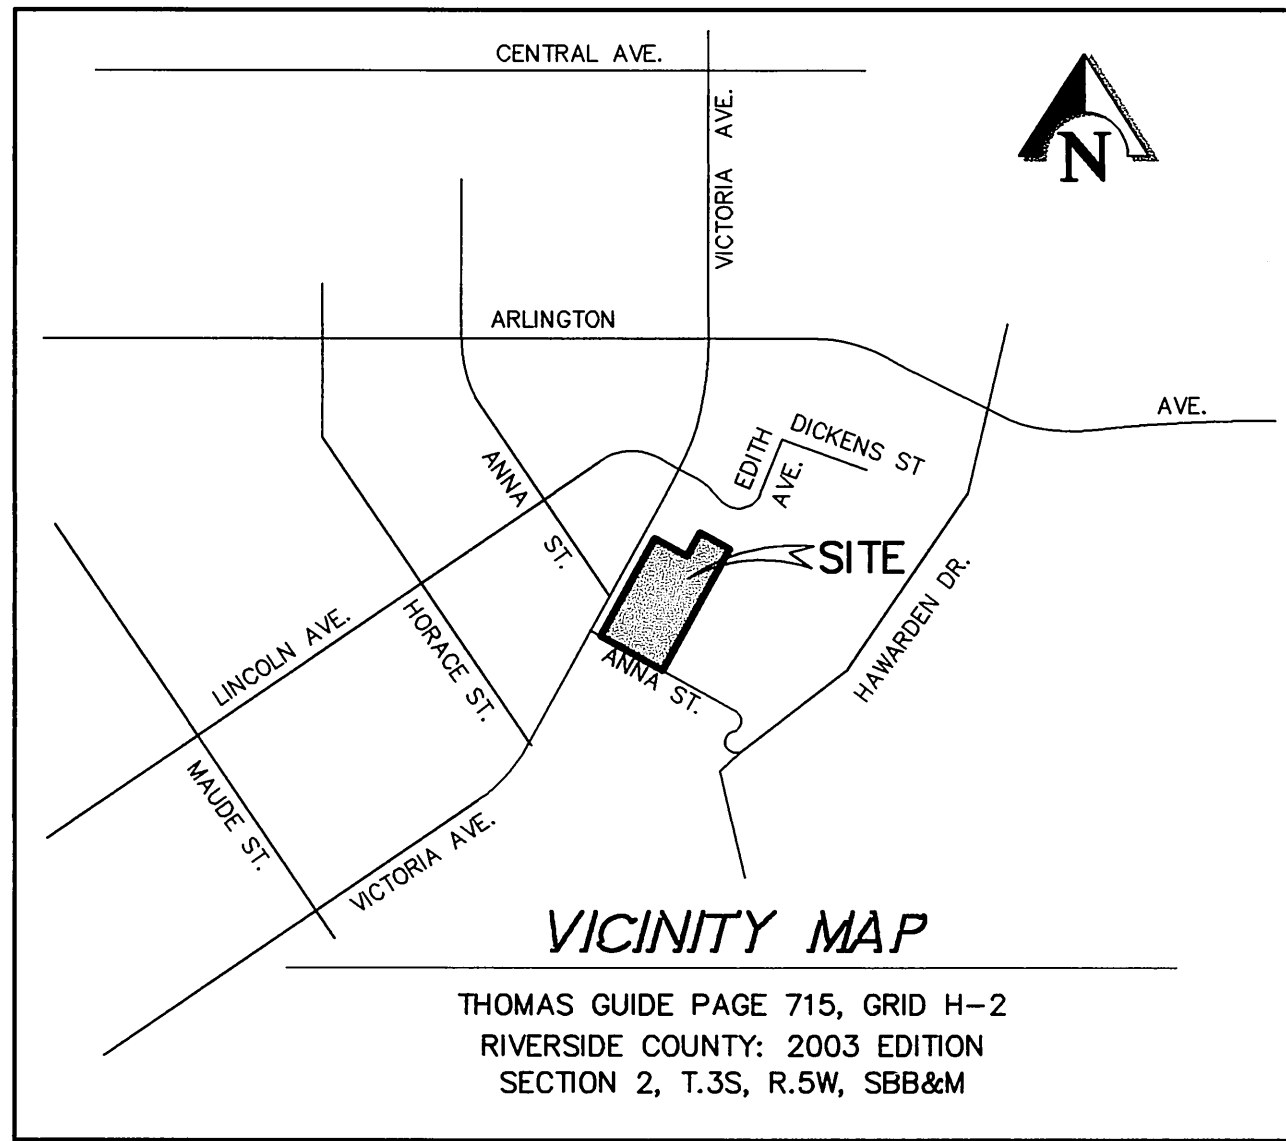 CENTRAL AVE.
N
VICTORIA AVE.
ARLINGTON
AVE.
ANNA ST.
EDITH AVE.
DICKENS ST
SITE
HAWARDEN DR.
LINCOLN AVE.
HORACE ST.
ANNA ST.
MAUDE ST.
VICTORIA AVE.
VICINITY MAP
THOMAS GUIDE PAGE 715, GRID H-2
RIVERSIDE COUNTY: 2003 EDITION
SECTION 2, T.3S, R.5W, SBB&M